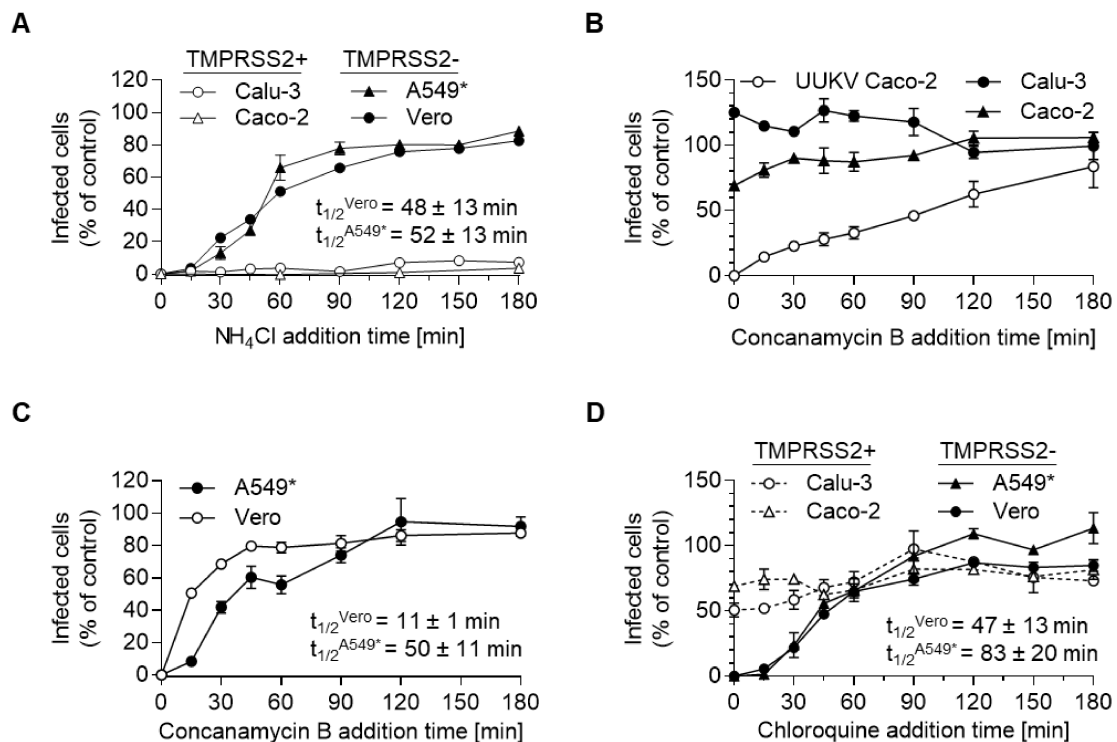 A
TMPRSS2+ TMPRSS2-
Calu-3 A549*
Caco-2 Vero
120
100
80
60
40
20
0
Infected cells
(% of control)
t1/2Vero = 48 ± 13 min
t1/2A549* = 52 ± 13 min
0 30 60 90 120 150 180
NH4Cl addition time [min]
B
UUKV Caco-2 Calu-3
Caco-2
150
100
50
0
Infected cells
(% of control)
0 30 60 90 120 150 180
Concanamycin B addition time [min]
C
A549*
Vero
120
100
80
60
40
20
0
Infected cells
(% of control)
t1/2Vero = 11 ± 1 min
t1/2A549* = 50 ± 11 min
0 30 60 90 120 150 180
Concanamycin B addition time [min]
D
TMPRSS2+ TMPRSS2-
Calu-3 A549*
Caco-2 Vero
150
100
50
0
Infected cells
(% of control)
t1/2Vero = 47 ± 13 min
t1/2A549* = 83 ± 20 min
0 30 60 90 120 150 180
Chloroquine addition time [min]